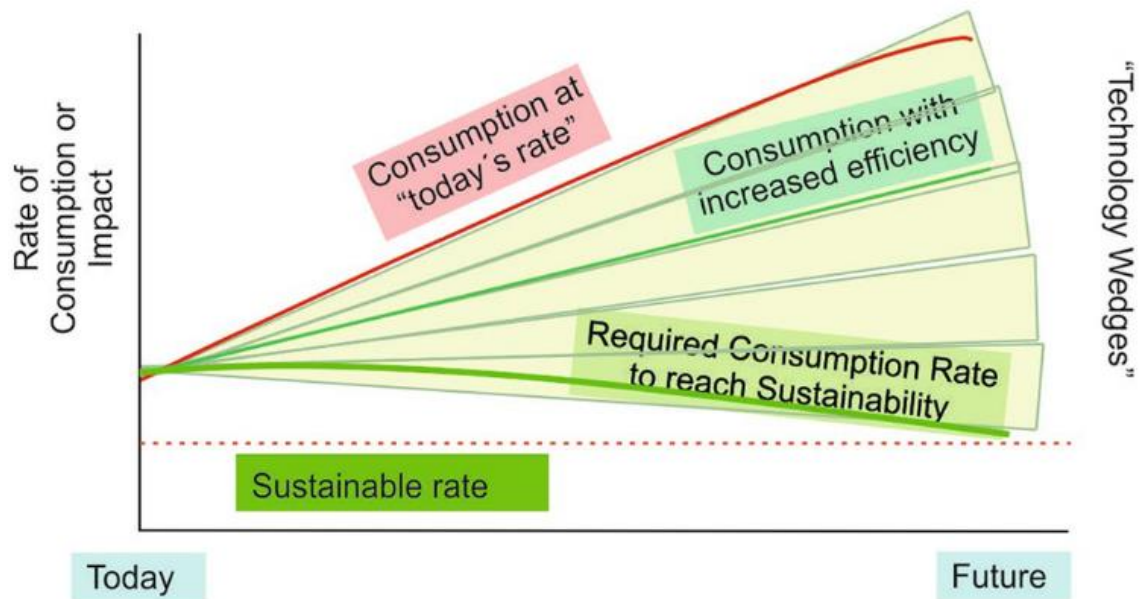 Rate of
Consumption or
Impact
Consumption at
“today´s rate”
Consumption with
increased efficiency
Required Consumption Rate
to reach Sustainability
Sustainable rate
Today
Future
“Technology Wedges”